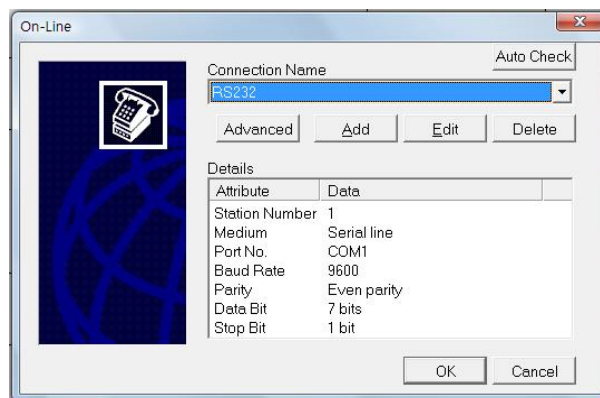 On-Line
Auto Check
Connection Name
RS232
Advanced Add Edit Delete
Details
Attribute Data
Station Number 1
Medium Serial line
Port No. COM1
Baud Rate 9600
Parity Even parity
Data Bit 7 bits
Stop Bit 1 bit
OK Cancel